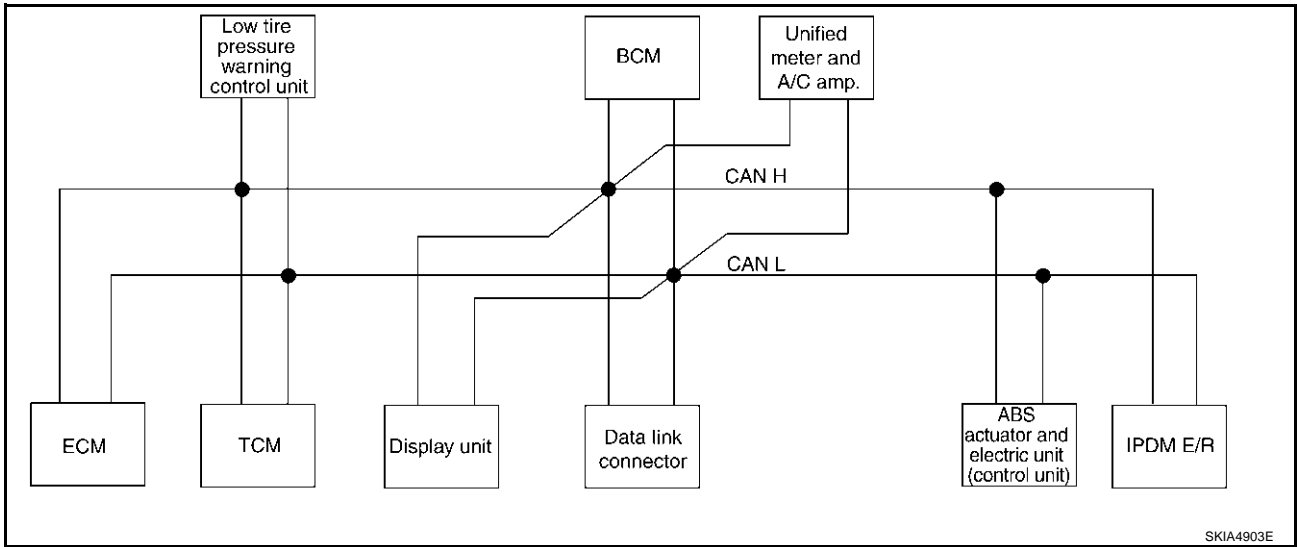 Low tire
pressure
warning
control unit
BCM
Unified
meter and
A/C amp.
CAN H
CAN L
ECM
TCM
Display unit
Data link
connector
ABS
actuator and
electric unit
(control unit)
IPDM E/R
SKIA4903E